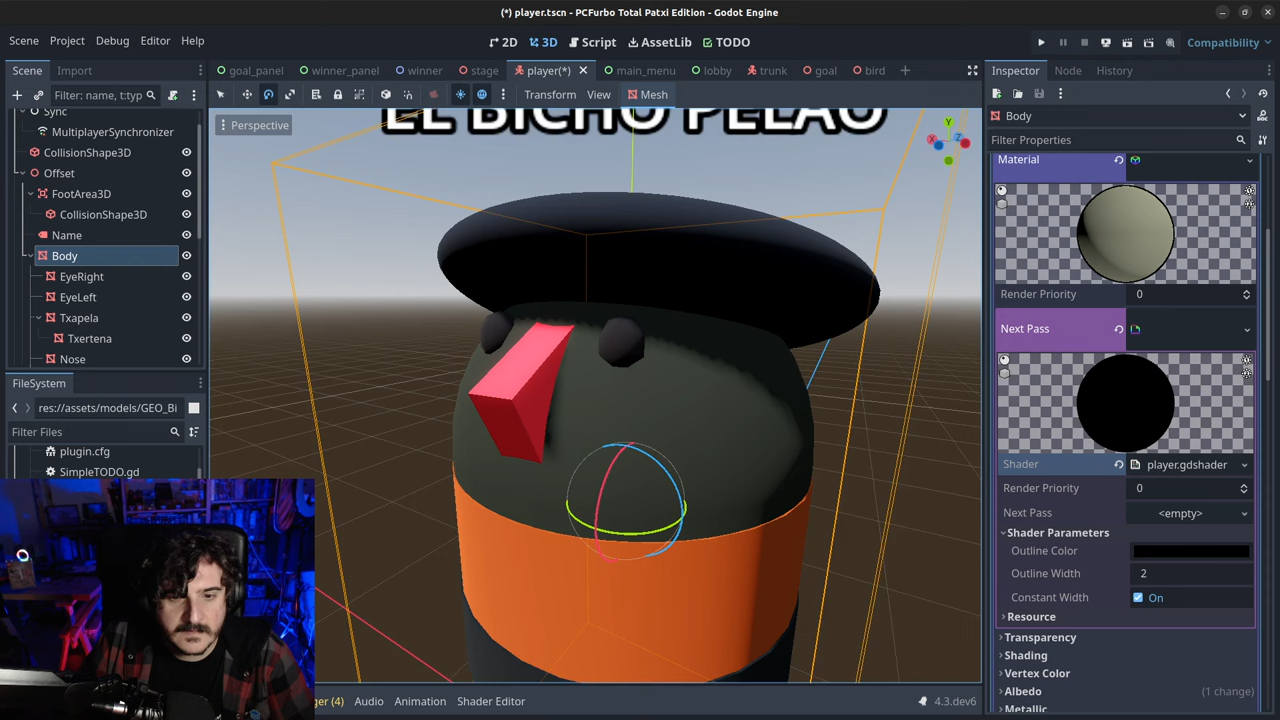 (*) player.tscn - PCFurbo Total Patxi Edition - Godot Engine
Scene Project Debug Editor Help
2D 3D Script AssetLib TODO
Compatibility
Scene Import
goal_panel winner_panel winner stage player(*) main_menu lobby trunk goal bird
Inspector Node History
Filter: name, t:typ
Transform View Mesh
Sync
MultiplayerSynchronizer
CollisionShape3D
Offset
FootArea3D
CollisionShape3D
Name
Body
EyeRight
EyeLeft
Txapela
Txertena
Nose
FileSystem
res://assets/models/GEO_Bi
Filter Files
plugin.cfg
SimpleTODO.gd
Perspective
EL BICHO PELAO
X Y Z
Body
Filter Properties
Material
Render Priority 0
Next Pass
Shader player.gdshader
Render Priority 0
Next Pass <empty>
Shader Parameters
Outline Color
Outline Width 2
Constant Width On
Resource
Transparency
Shading
Vertex Color
Albedo (1 change)
Metallic
(4) Audio Animation Shader Editor
4.3.dev6